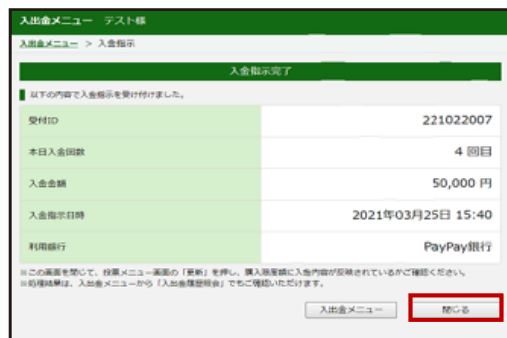 入出金メニュー テスト様
入出金メニュー > 入金指示
入金指示完了
以下の内容で入金指示を受け付けました。
受付ID 221022007
本日入金回数 4 回目
入金金額 50,000 円
入金指示日時 2021年03月25日 15:40
利用銀行 PayPay銀行
※この画面を閉じて、投票メニュー画面の「更新」を押し、購入限度額に入金内容が反映されているかご確認ください。
※処理結果は、入出金メニューから「入出金履歴照会」でもご確認いただけます。
入出金メニュー 閉じる